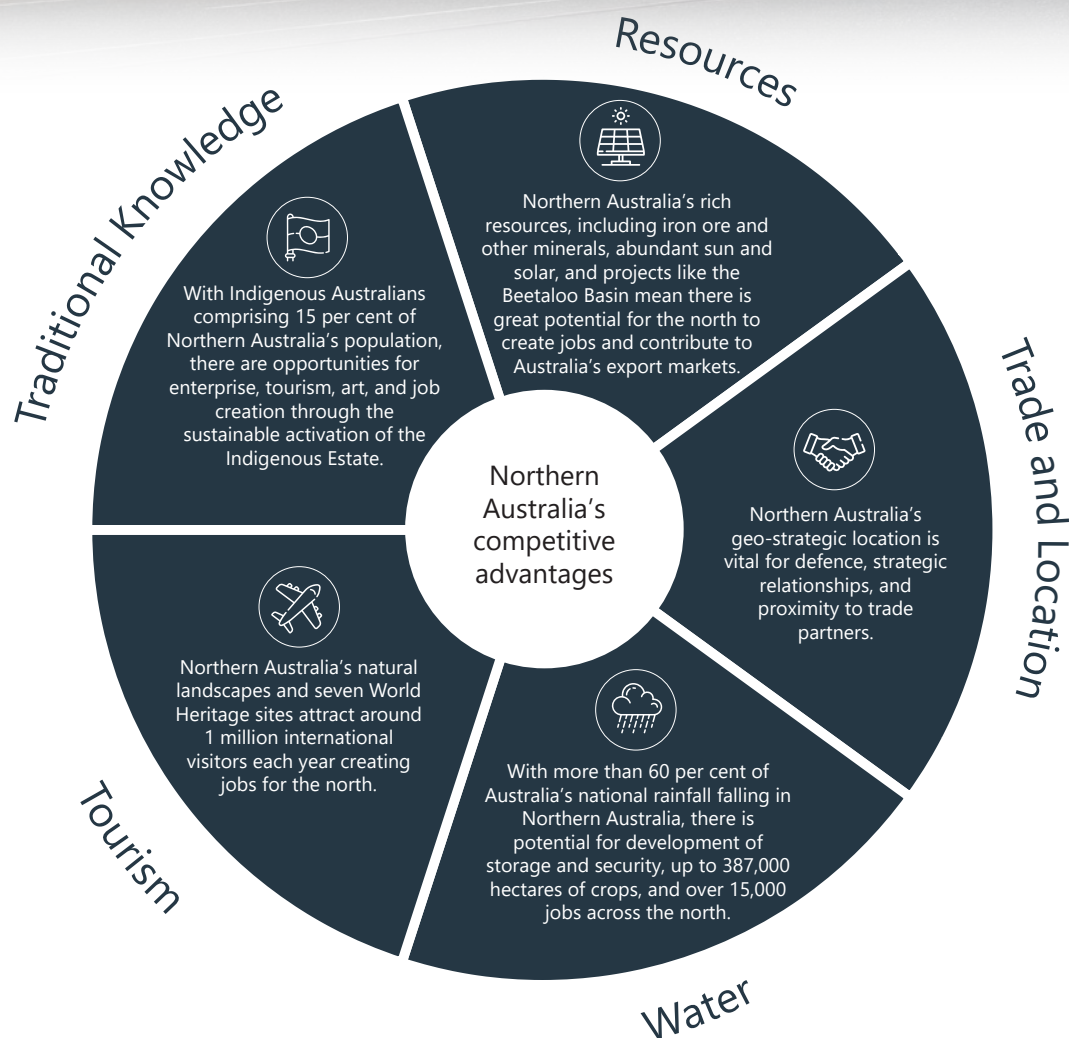 Resources
Northern Australia's rich
resources, including iron ore and
other minerals, abundant sun and
solar, and projects like the
Beetaloo Basin mean there is
great potential for the north to
create jobs and contribute to
Australia's export markets.
Trade and Location
Northern Australia's
geo-strategic location is
vital for defence, strategic
relationships, and
proximity to trade
partners.
Water
With more than 60 per cent of
Australia's national rainfall falling in
Northern Australia, there is
potential for development of
storage and security, up to 387,000
hectares of crops, and over 15,000
jobs across the north.
Tourism
Northern Australia's natural
landscapes and seven World
Heritage sites attract around
1 million international
visitors each year creating
jobs for the north.
Traditional Knowledge
With Indigenous Australians
comprising 15 per cent of
Northern Australia's population,
there are opportunities for
enterprise, tourism, art, and job
creation through the
sustainable activation of the
Indigenous Estate.
Northern
Australia's
competitive
advantages